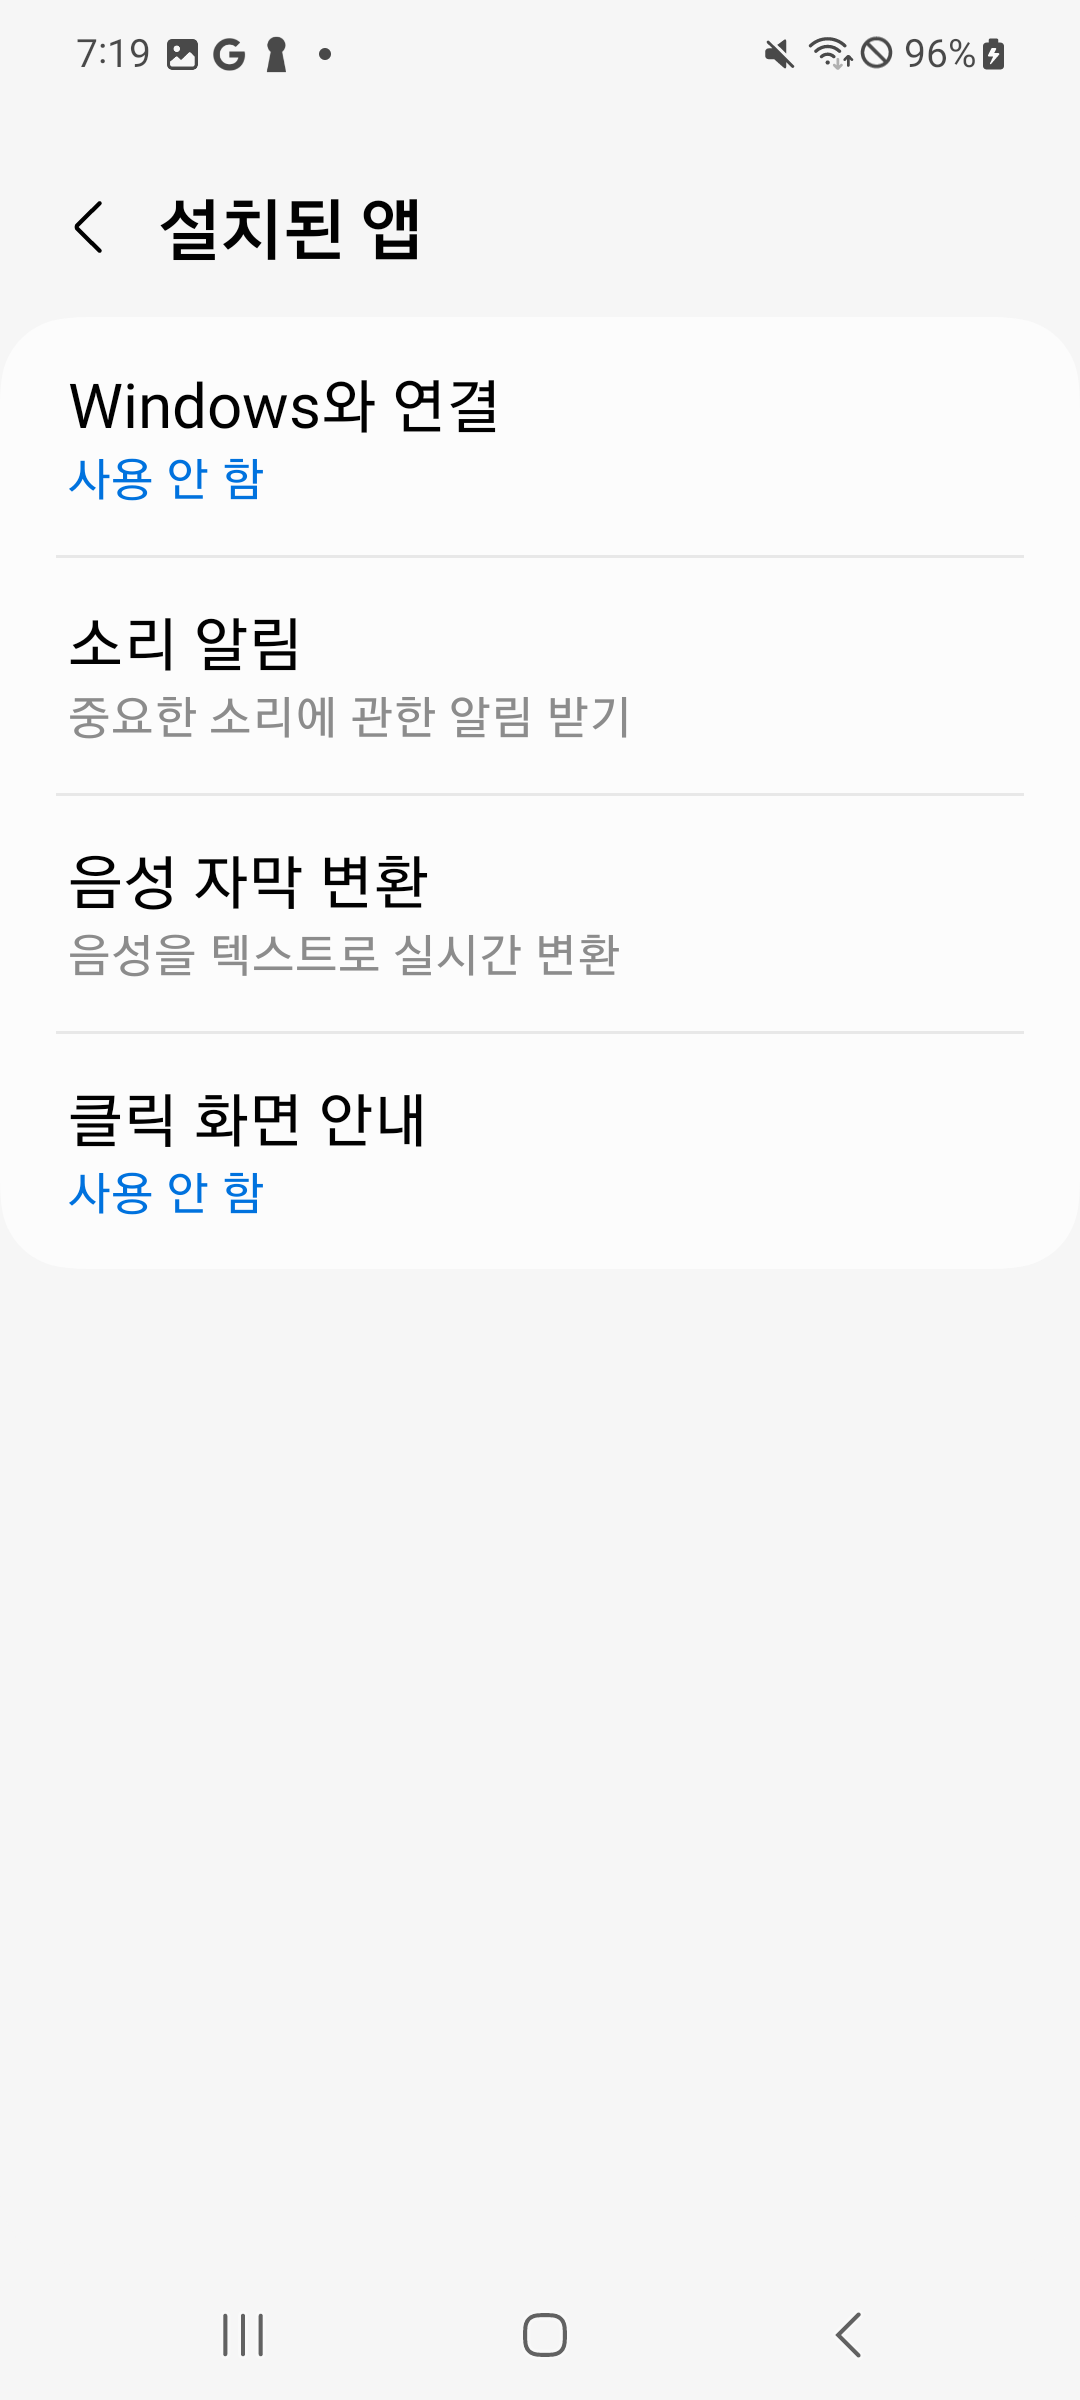 7:19
96%
설치된 앱
Windows와 연결
사용 안 함
소리 알림
중요한 소리에 관한 알림 받기
음성 자막 변환
음성을 텍스트로 실시간 변환
클릭 화면 안내
사용 안 함